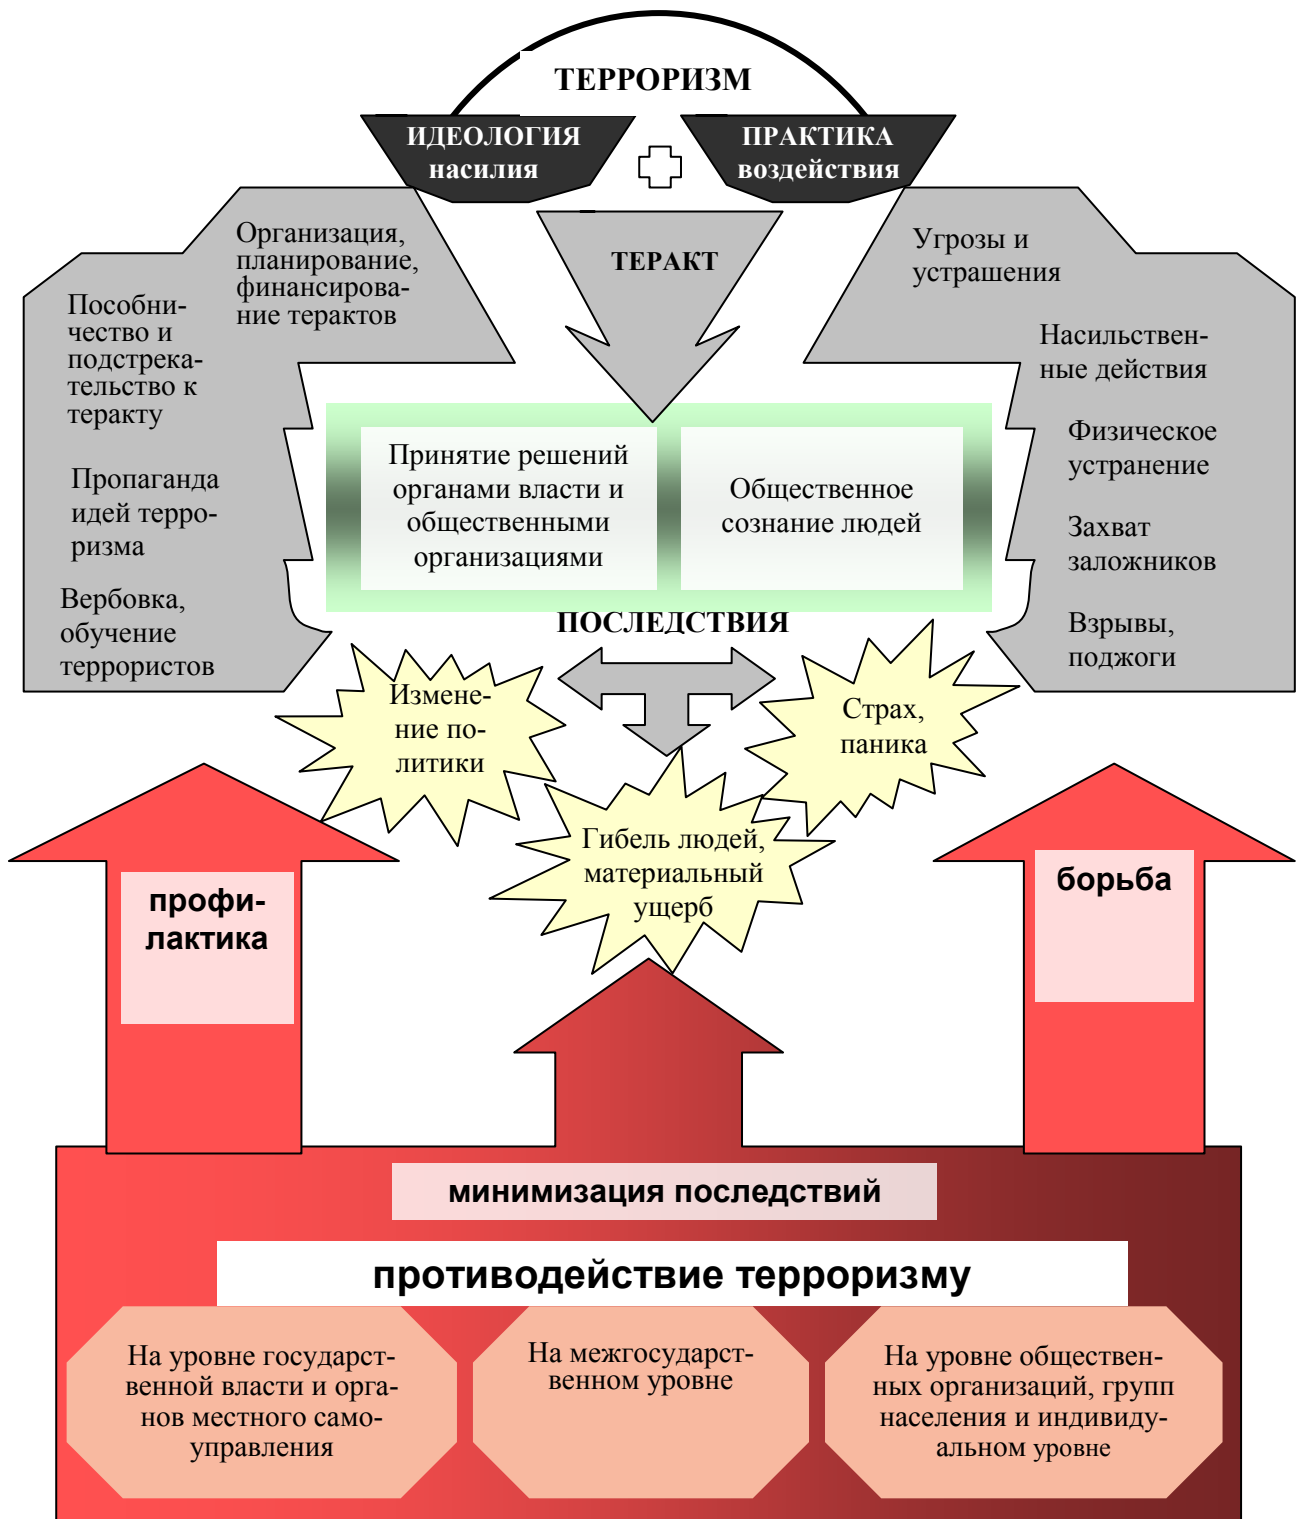 ТЕРРОРИЗМ
ИДЕОЛОГИЯ
насилия
ПРАКТИКА
воздействия
Организация,
планирование,
финансирова-
ние терактов
Пособни-
чество и
подстрека-
тельство к
теракту
Пропаганда
идей терро-
ризма
Вербовка,
обучение
террористов
ТЕРАКТ
Угрозы и
устрашения
Насильствен-
ные действия
Физическое
устранение
Захват
заложников
Взрывы,
поджоги
Принятие решений
органами власти и
общественными
организациями
Общественное
сознание людей
ПОСЛЕДСТВИЯ
Измене-
ние по-
литики
Страх,
паника
Гибель людей,
материальный
ущерб
профи-
лактика
борьба
минимизация последствий
противодействие терроризму
На уровне государст-
венной власти и орга-
нов местного само-
управления
На межгосударст-
венном уровне
На уровне обществен-
ных организаций, групп
населения и индивиду-
альном уровне